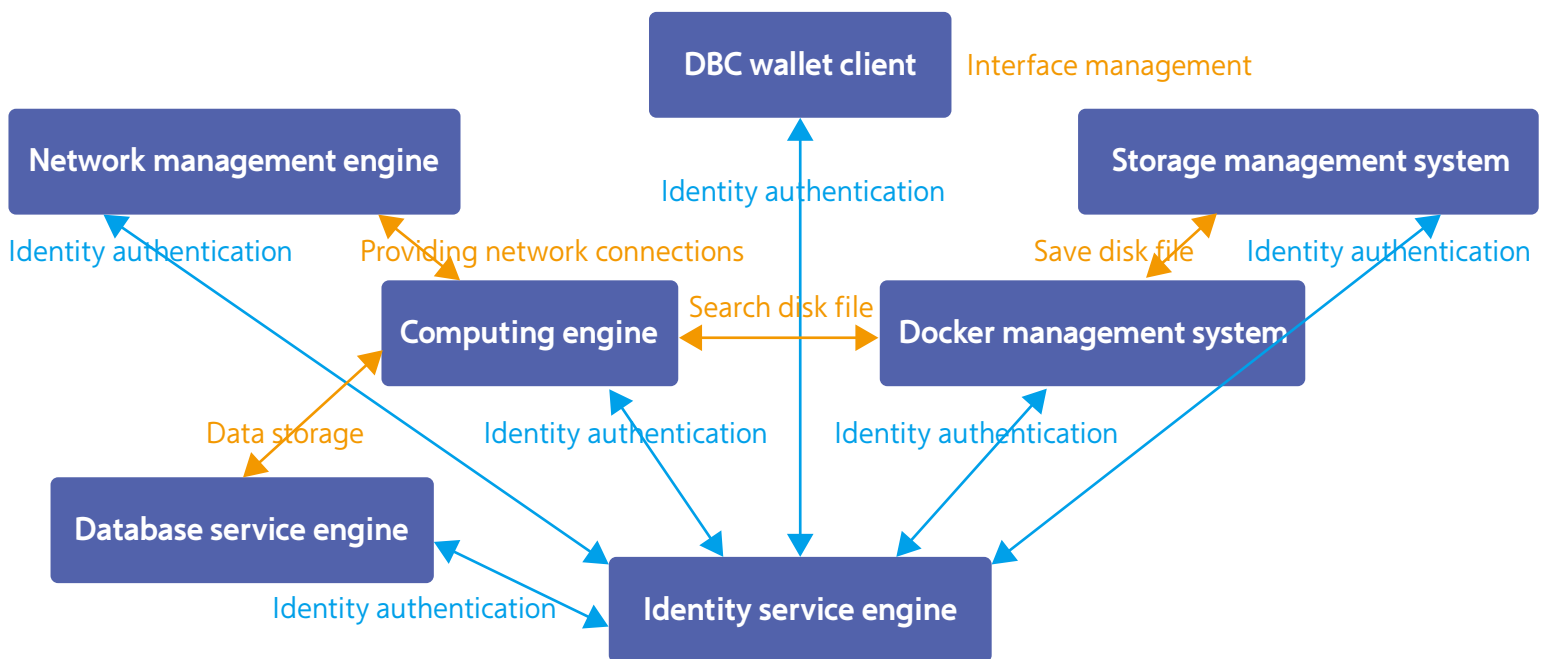 DBC wallet client
Interface management
Network management engine
Storage management system
Identity authentication
Identity authentication
Providing network connections
Save disk file
Identity authentication
Search disk file
Computing engine
Docker management system
Data storage
Identity authentication
Identity authentication
Database service engine
Identity authentication
Identity service engine